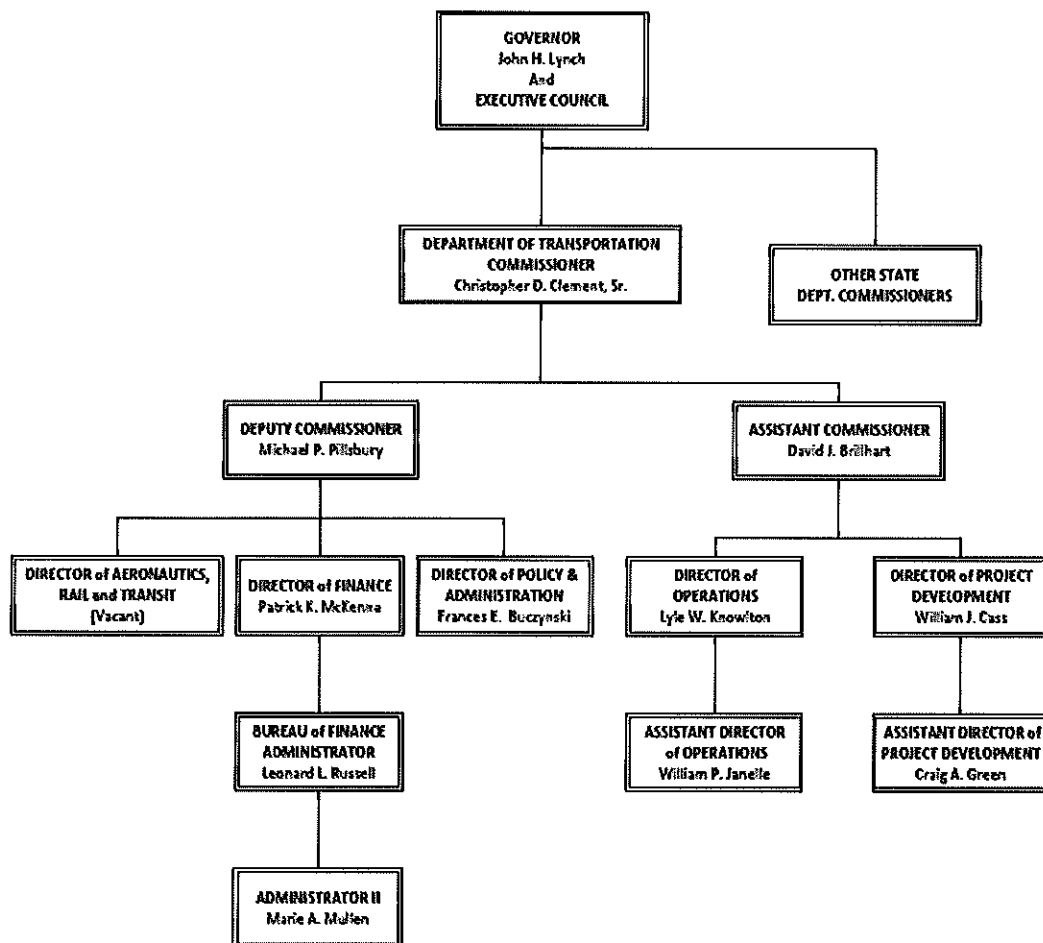 GOVERNOR
John H. Lynch
And
EXECUTIVE COUNCIL
DEPARTMENT OF TRANSPORTATION
COMMISSIONER
Christopher D. Clement, Sr.
OTHER STATE
DEPT. COMMISSIONERS
DEPUTY COMMISSIONER
Michael P. Pillsbury
ASSISTANT COMMISSIONER
David J. Brillhart
DIRECTOR of AERONAUTICS,
RAIL and TRANSIT
(Vacant)
DIRECTOR of FINANCE
Patrick K. McKenna
DIRECTOR of POLICY &
ADMINISTRATION
Frances E. Buczynski
DIRECTOR of
OPERATIONS
Lyle W. Knowlton
DIRECTOR of PROJECT
DEVELOPMENT
William J. Cass
BUREAU of FINANCE
ADMINISTRATOR
Leonard L. Russell
ASSISTANT DIRECTOR
of OPERATIONS
William P. Janelle
ASSISTANT DIRECTOR of
PROJECT DEVELOPMENT
Craig A. Green
ADMINISTRATOR II
Marie A. Mullen